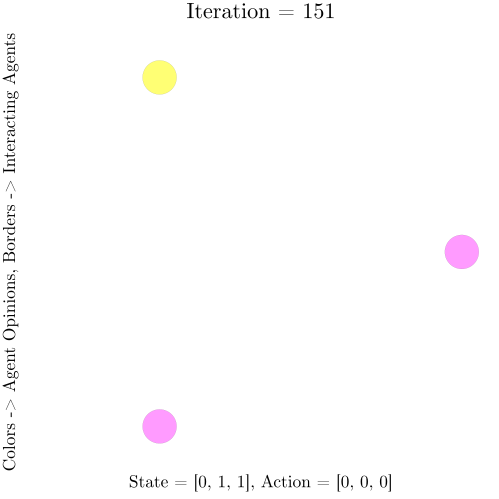 Iteration = 151
Colors -> Agent Opinions, Borders -> Interacting Agents
State = [0, 1, 1], Action = [0, 0, 0]